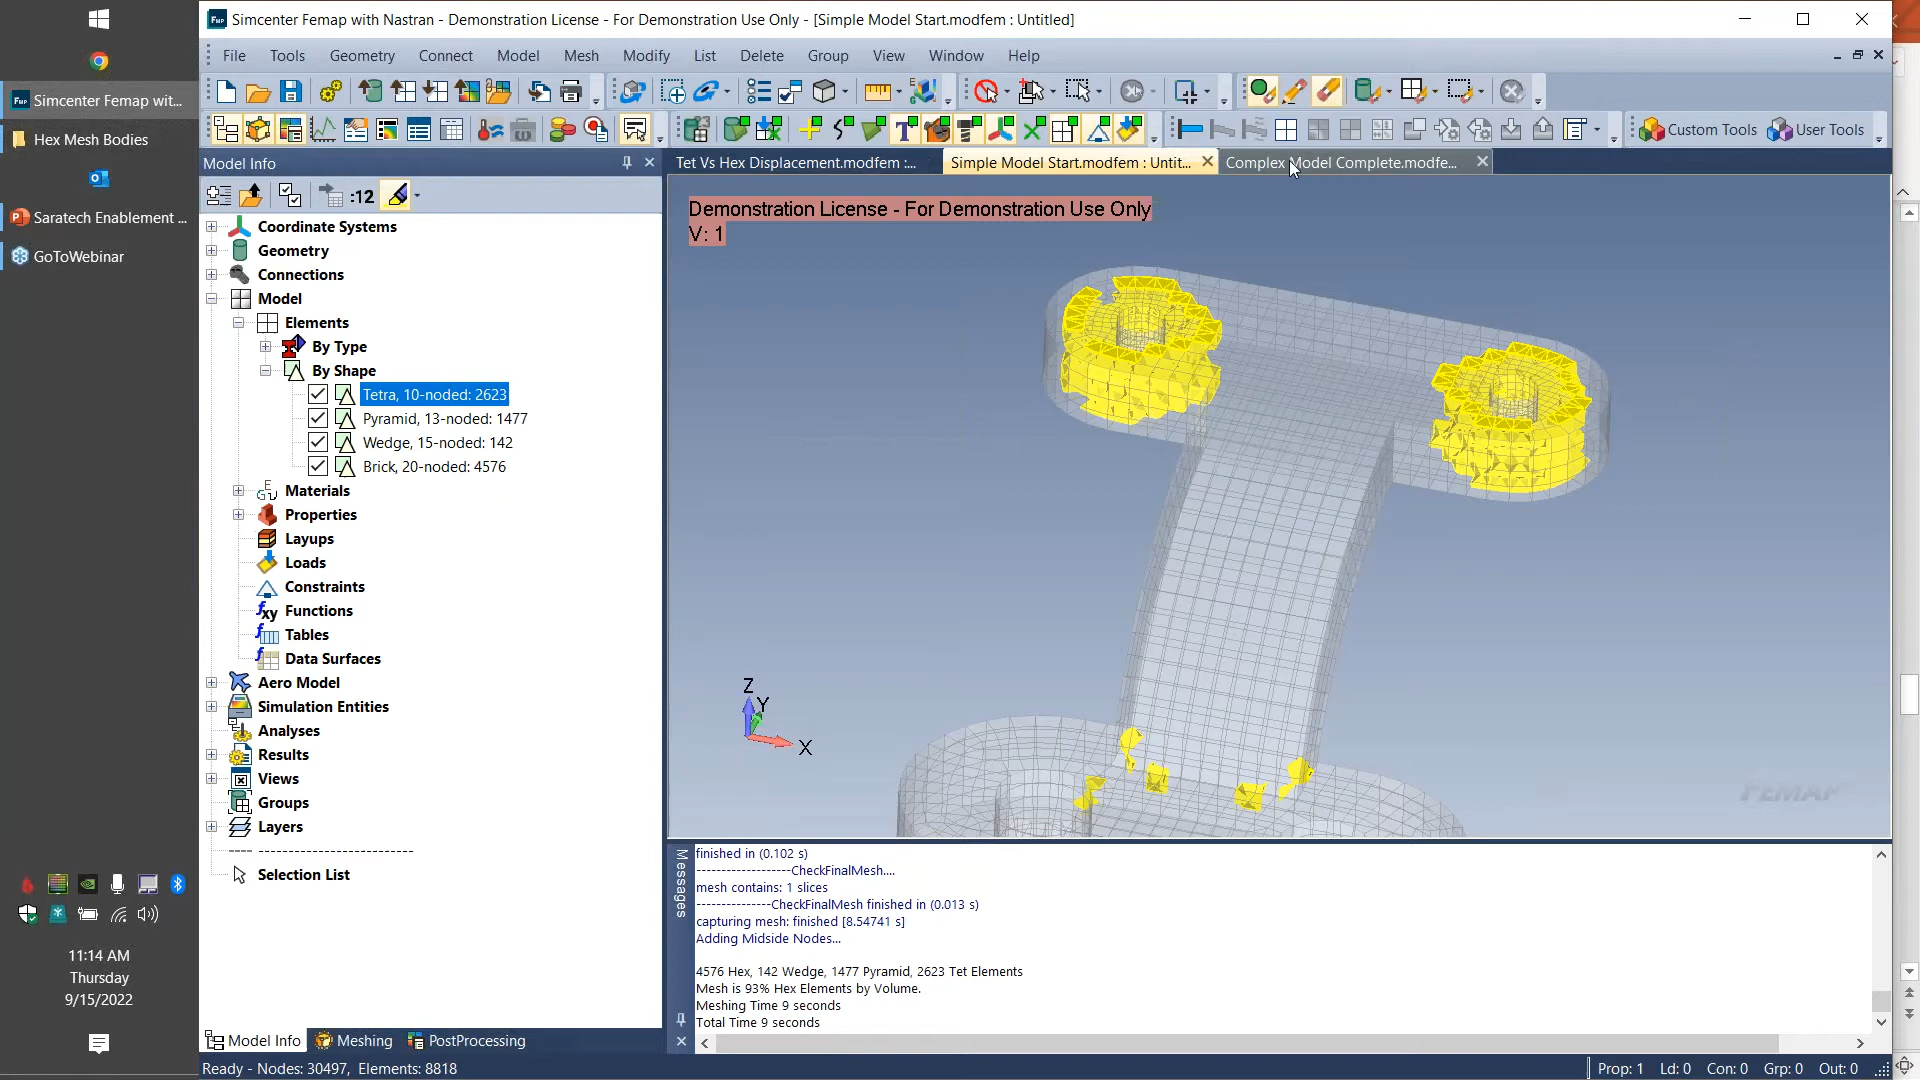 Simcenter Femap with Nastran - Demonstration License - For Demonstration Use Only - [Simple Model Start.modfem : Untitled]
File Tools Geometry Connect Model Mesh Modify List Delete Group View Window Help
Simcenter Femap wit...
Hex Mesh Bodies
Saratech Enablement ...
GoToWebinar
11:14 AM
Thursday
9/15/2022
Custom Tools User Tools
Model Info
:12
Coordinate Systems
Geometry
Connections
Model
Elements
By Type
By Shape
Tetra, 10-noded: 2623
Pyramid, 13-noded: 1477
Wedge, 15-noded: 142
Brick, 20-noded: 4576
Materials
Properties
Layups
Loads
Constraints
Functions
Tables
Data Surfaces
Aero Model
Simulation Entities
Analyses
Results
Views
Groups
Layers
Selection List
Model Info Meshing PostProcessing
Tet Vs Hex Displacement.modfem :... Simple Model Start.modfem : Untit... Complex Model Complete.modfe...
Demonstration License - For Demonstration Use Only
V: 1
Z
Y
X
FEMAP
Messages
finished in (0.102 s)
-------------------CheckFinalMesh....
mesh contains: 1 slices
---------------CheckFinalMesh finished in (0.013 s)
capturing mesh: finished [8.54741 s]
Adding Midside Nodes...
4576 Hex, 142 Wedge, 1477 Pyramid, 2623 Tet Elements
Mesh is 93% Hex Elements by Volume.
Meshing Time 9 seconds
Total Time 9 seconds
Ready - Nodes: 30497, Elements: 8818
Prop: 1 Ld: 0 Con: 0 Grp: 0 Out: 0